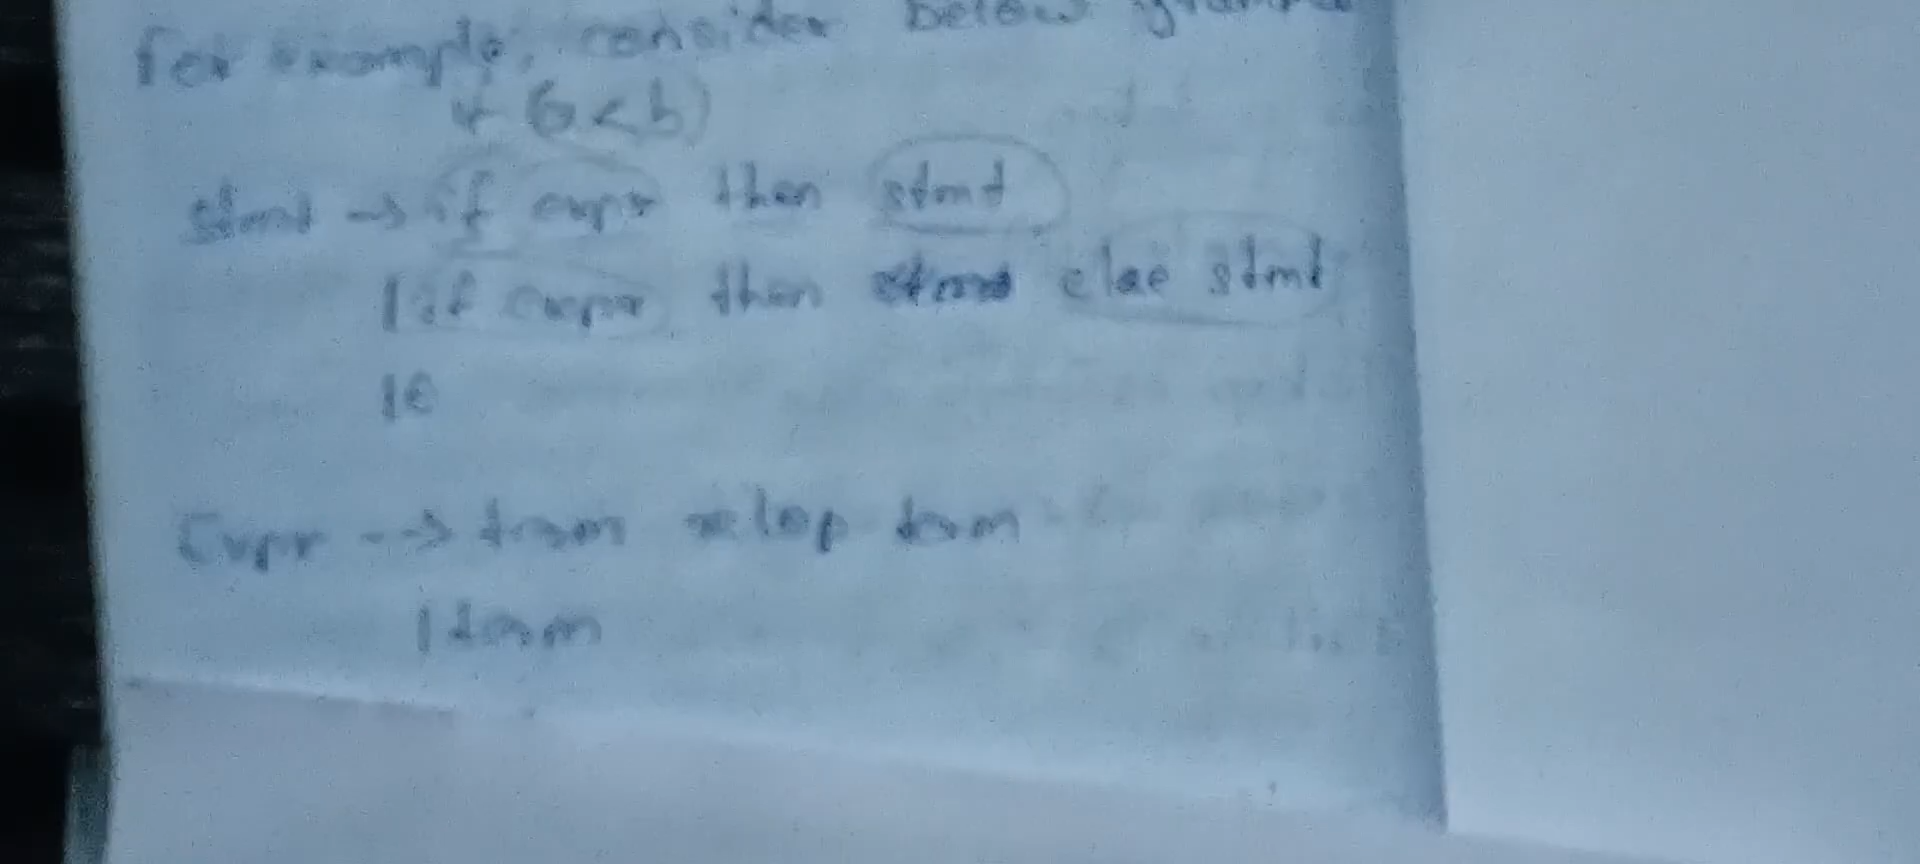 For example, consider below
(a<b)
stmt → if expr then stmt
| if expr then stmt else stmt
| ϵ
Expr → term relop term
| term